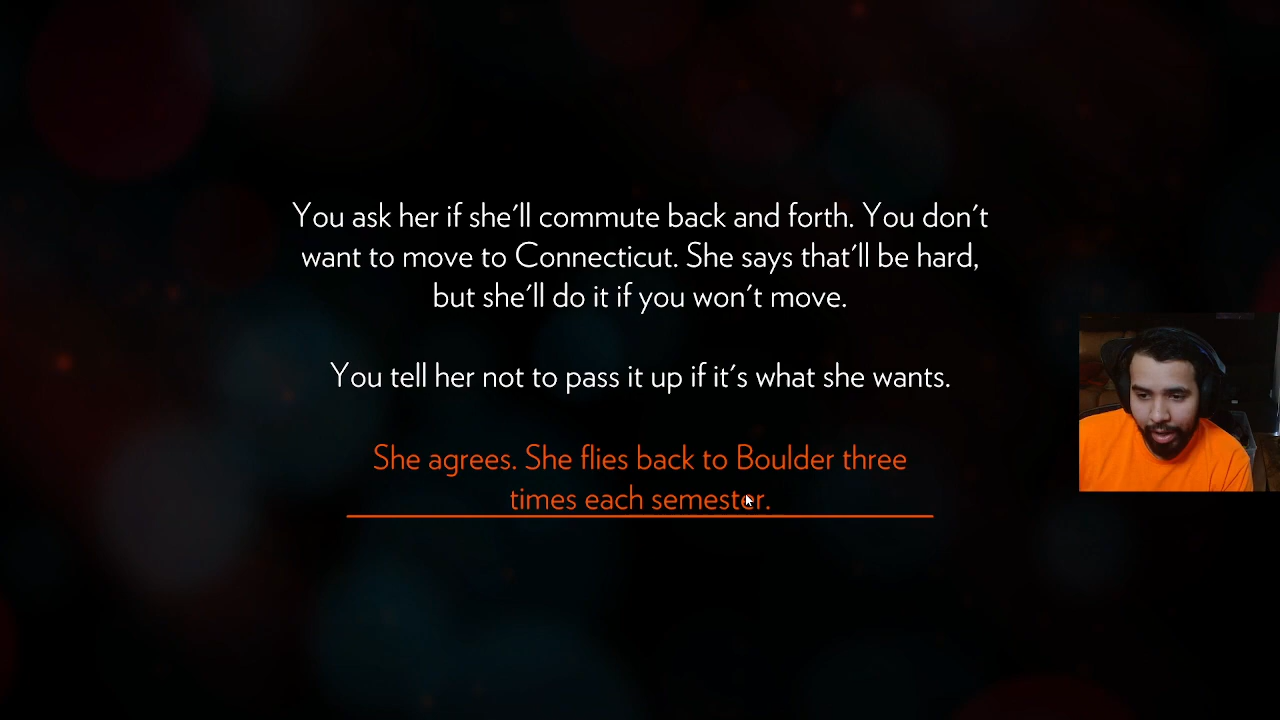 You ask her if she'll commute back and forth. You don't
want to move to Connecticut. She says that'll be hard,
but she'll do it if you won't move.
You tell her not to pass it up if it's what she wants.
She agrees. She flies back to Boulder three
times each semester.